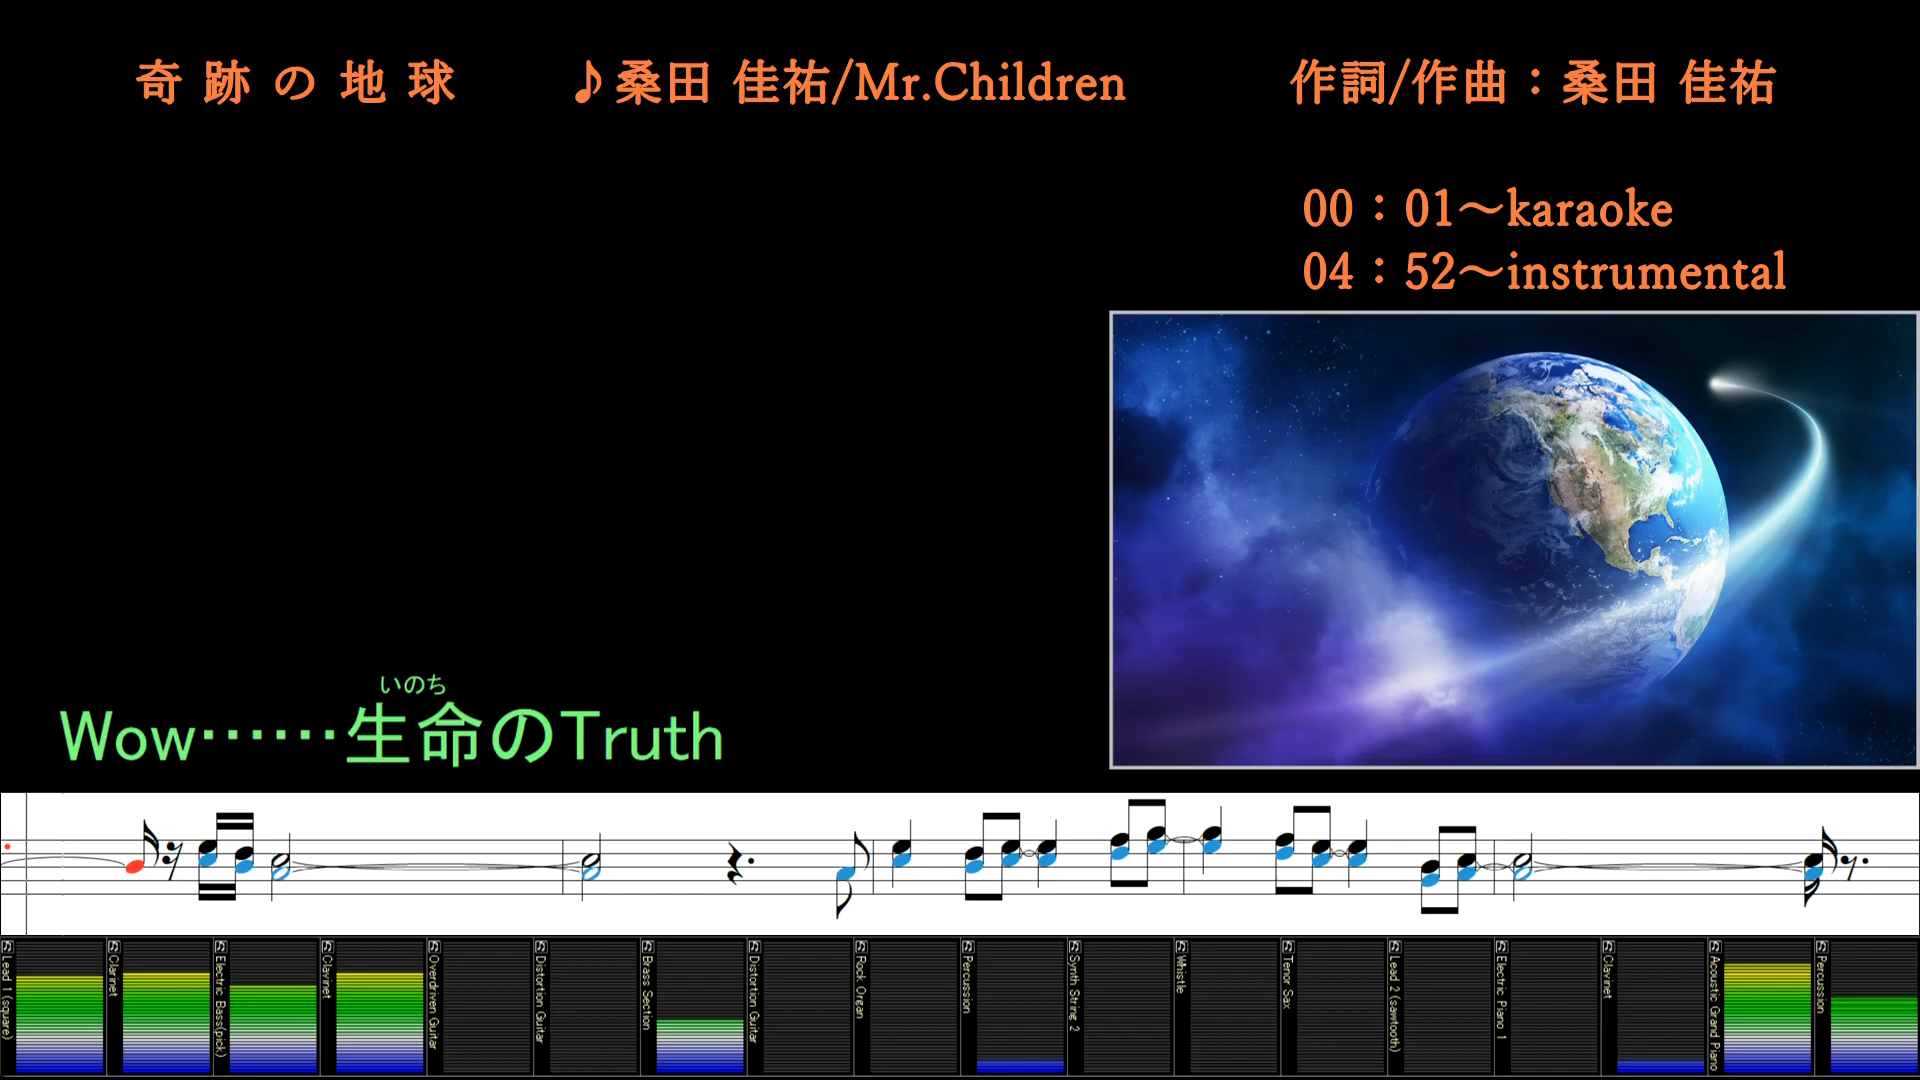 奇跡の地球 ♪桑田 佳祐/Mr.Children 作詞/作曲：桑田 佳祐
00：01～karaoke
04：52～instrumental
いのち
Wow……生命のTruth
Lead 1 (square)
Clarinet
Electric Bass(pick)
Clavinet
Overdriven Guitar
Distortion Guitar
Brass Section
Distortion Guitar
Rock Organ
Percussion
Synth String 2
Whistle
Tenor Sax
Lead 2 (sawtooth)
Electric Piano 1
Clavinet
Acoustic Grand Piano
Percussion